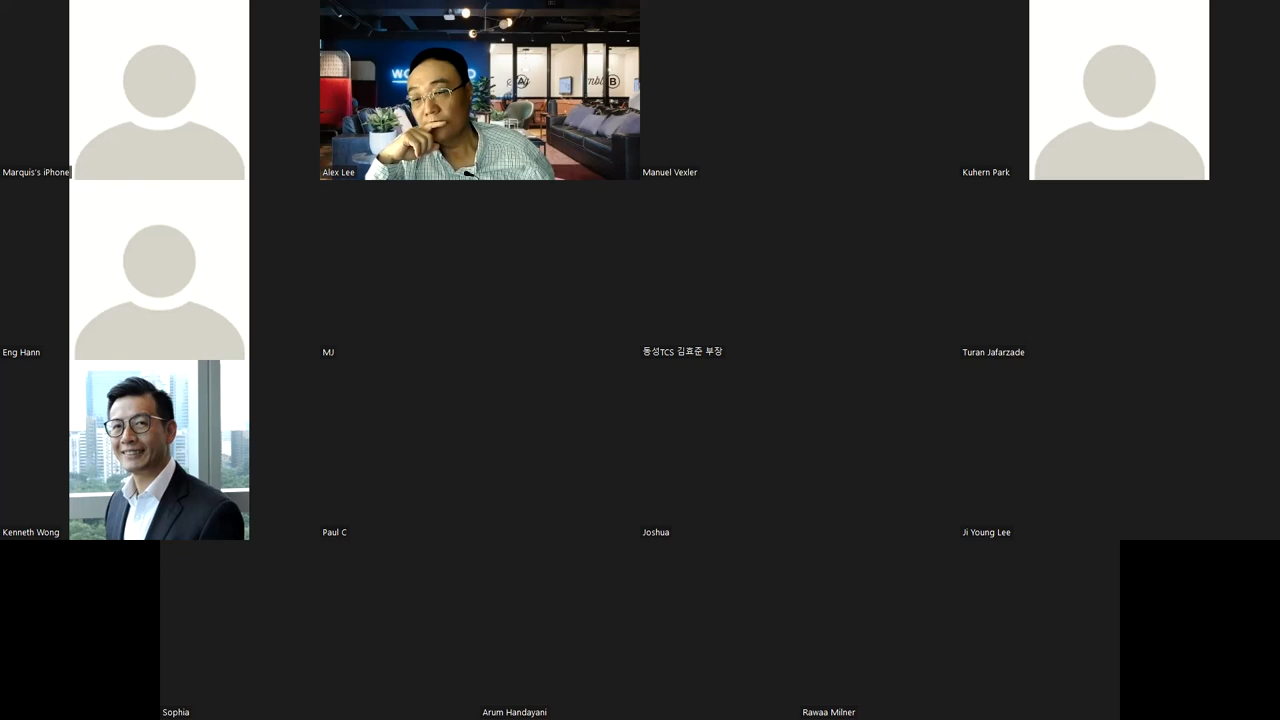 Marquis's iPhone
Alex Lee
Manuel Vexler
Kuhern Park
Eng Hann
MJ
동성TCS 김효준 부장
Turan Jafarzade
Kenneth Wong
Paul C
Joshua
Ji Young Lee
Sophia
Arum Handayani
Rawaa Milner